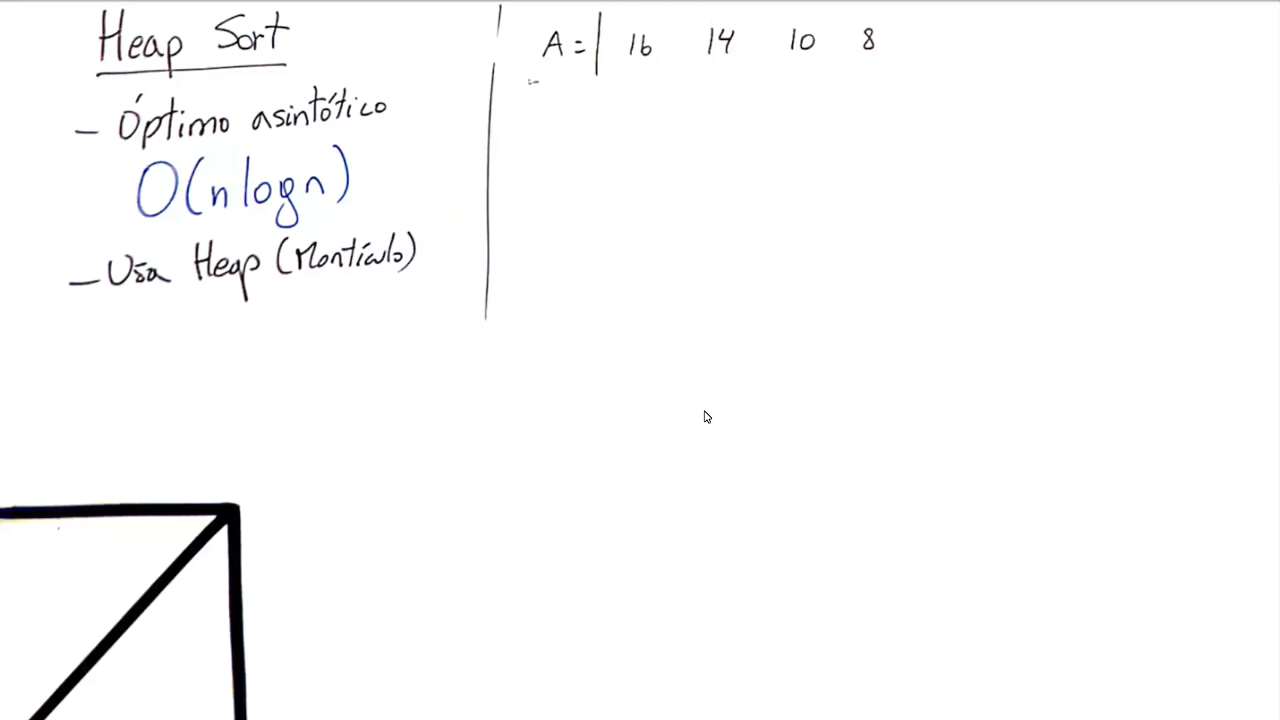 Heap Sort
- Óptimo asintótico
O(n log n)
- Usa Heap (Montículo)
A = | 16 14 10 8